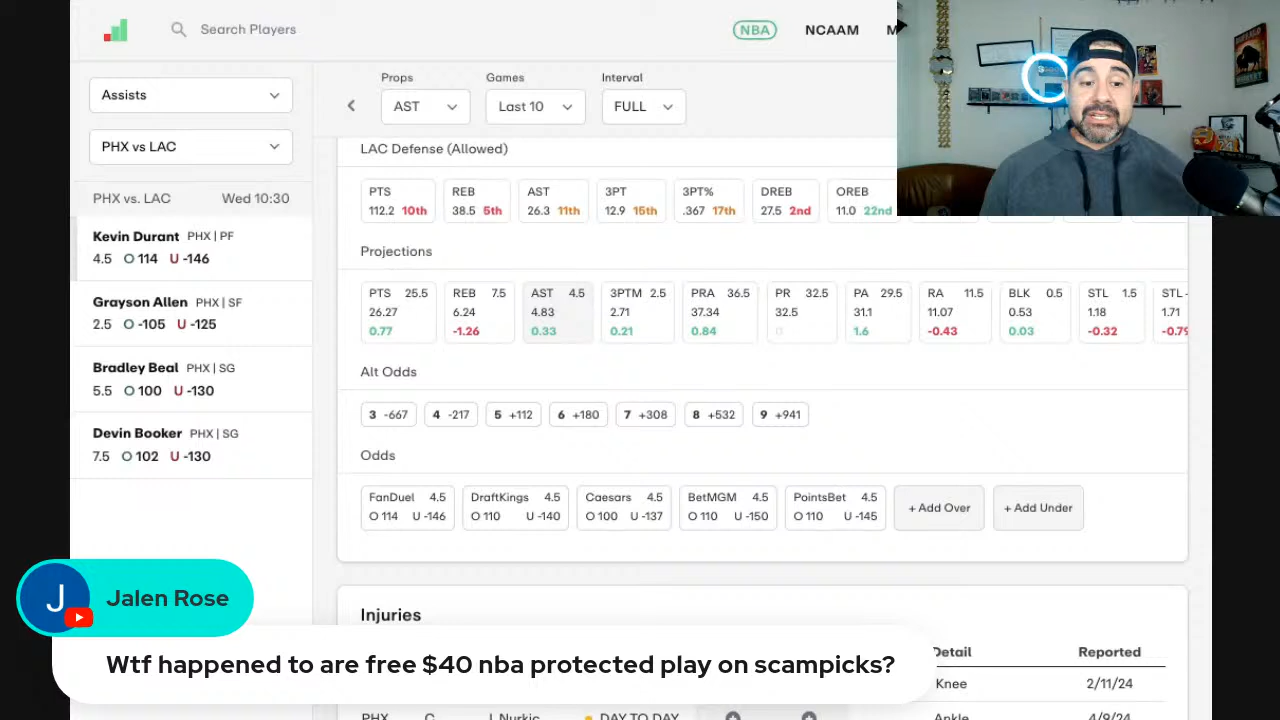 Search Players
NBA NCAAM M
Assists
PHX vs LAC
Props Games Interval
AST Last 10 FULL
PHX vs. LAC Wed 10:30
Kevin Durant PHX | PF
4.5 O 114 U -146
Grayson Allen PHX | SF
2.5 O -105 U -125
Bradley Beal PHX | SG
5.5 O 100 U -130
Devin Booker PHX | SG
7.5 O 102 U -130
LAC Defense (Allowed)
PTS REB AST 3PT 3PT% DREB OREB
112.2 10th 38.5 5th 26.3 11th 12.9 15th .367 17th 27.5 2nd 11.0 22nd
Projections
PTS 25.5 REB 7.5 AST 4.5 3PTM 2.5 PRA 36.5 PR 32.5 PA 29.5 RA 11.5 BLK 0.5 STL 1.5 STL -
26.27 6.24 4.83 2.71 37.34 32.5 31.1 11.07 0.53 1.18 1.71
0.77 -1.26 0.33 0.21 0.84 0 1.6 -0.43 0.03 -0.32 -0.79
Alt Odds
3 -667 4 -217 5 +112 6 +180 7 +308 8 +532 9 +941
Odds
FanDuel 4.5 DraftKings 4.5 Caesars 4.5 BetMGM 4.5 PointsBet 4.5
O 114 U -146 O 110 U -140 O 100 U -137 O 110 U -150 O 110 U -145
+ Add Over + Add Under
Injuries
Detail Reported
Knee 2/11/24
PHX C J. Nurkic DAY TO DAY Ankle 4/9/24
J Jalen Rose
Wtf happened to are free $40 nba protected play on scampicks?